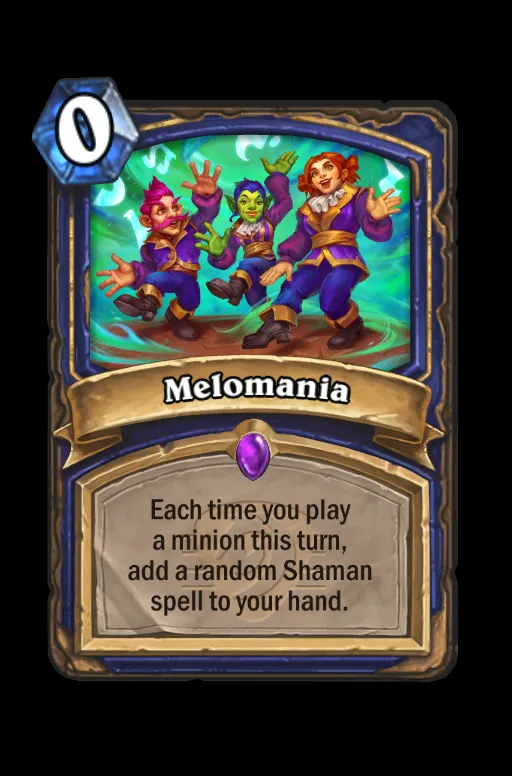 0
Melomania
Each time you play
a minion this turn,
add a random Shaman
spell to your hand.